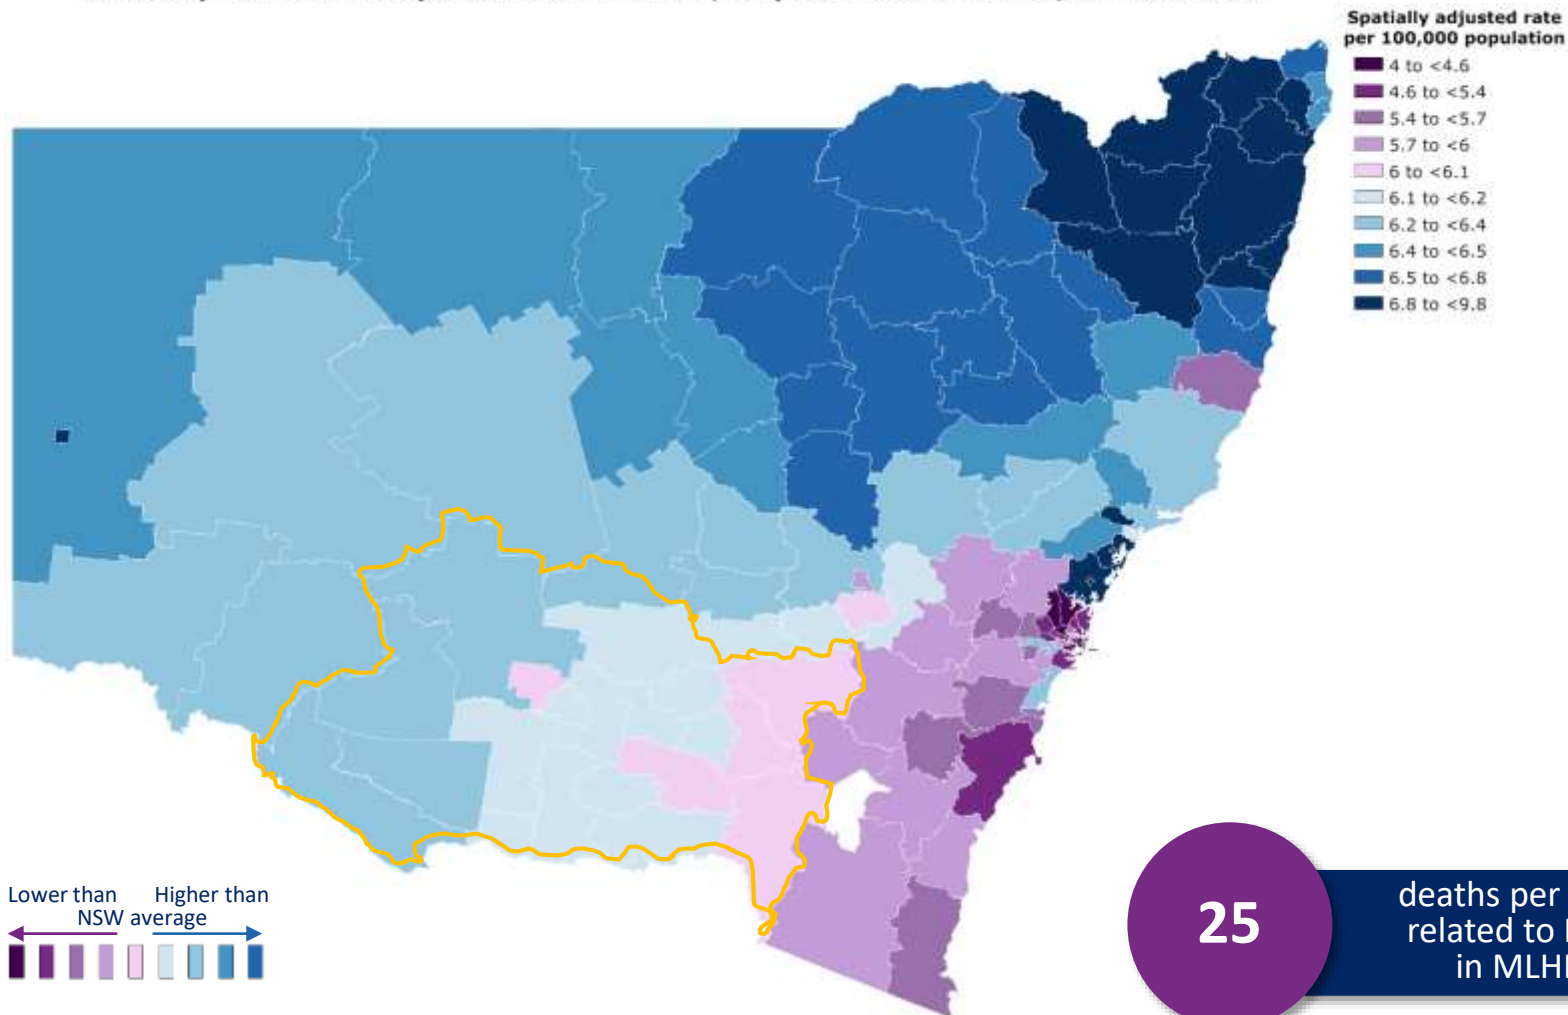 Spatially adjusted rate
per 100,000 population
4 to <4.6
4.6 to <5.4
5.4 to <5.7
5.7 to <6
6 to <6.1
6.1 to <6.2
6.2 to <6.4
6.4 to <6.5
6.5 to <6.8
6.8 to <9.8
Lower than Higher than
NSW average
25
deaths per
related to
in